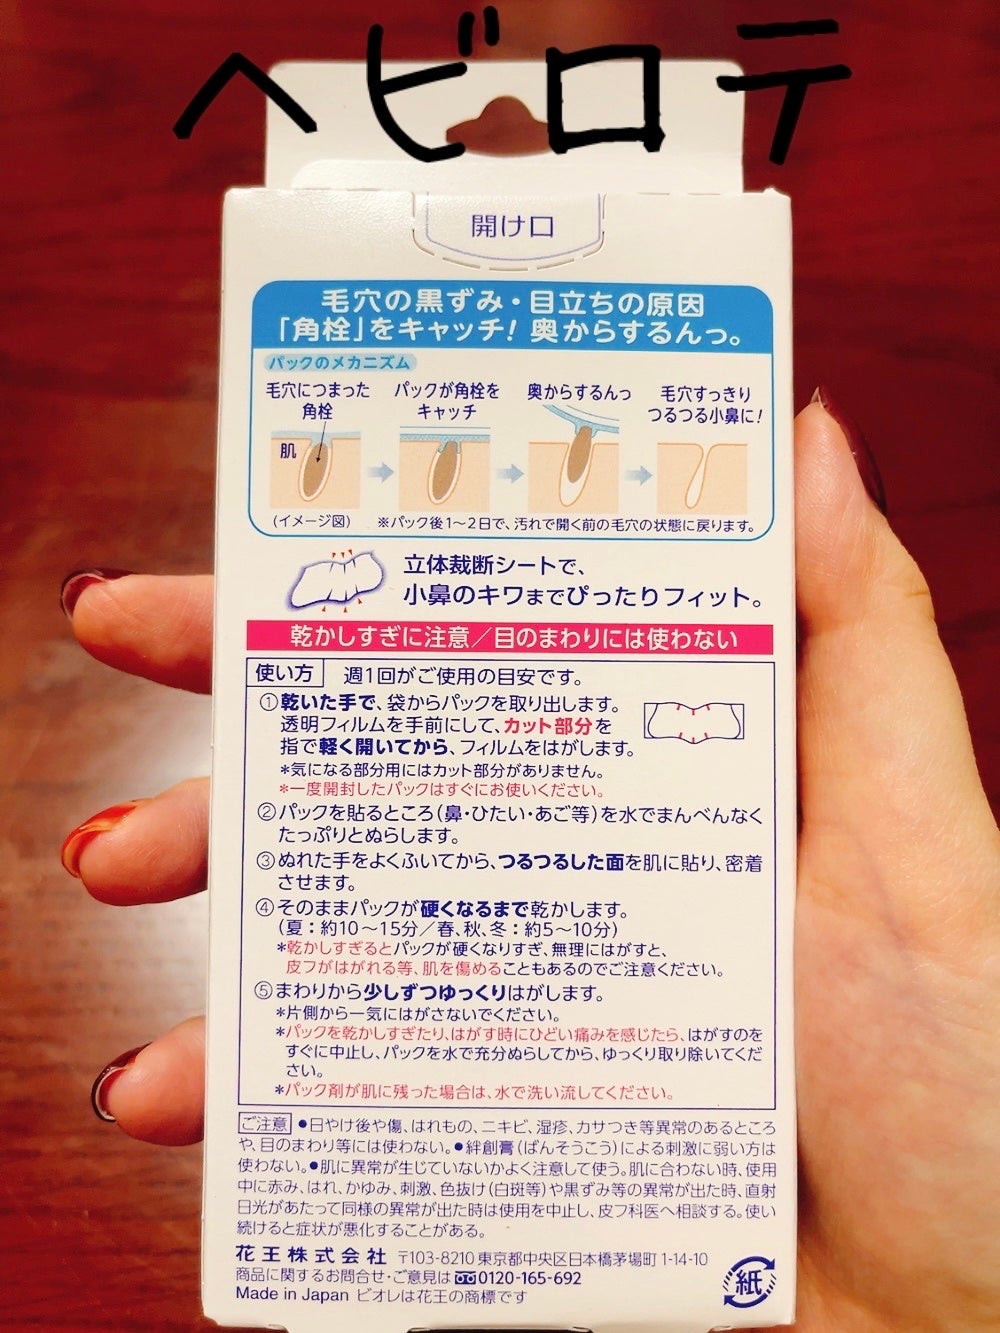 ヘビロテ
開け口
毛穴の黒ずみ・目立ちの原因
「角栓」をキャッチ! 奥からするんっ。
パックのメカニズム
毛穴につまった
角栓
パックが角栓を
キャッチ
奥からするんっ
毛穴すっきり
つるつる小鼻に!
肌
(イメージ図) ※パック後1~2日で、汚れで開く前の毛穴の状態に戻ります。
立体裁断シートで、
小鼻のキワまでぴったりフィット。
乾かしすぎに注意/目のまわりには使わない
使い方 週1回がご使用の目安です。
①乾いた手で、袋からパックを取り出します。
透明フィルムを手前にして、カット部分を
指で軽く開いてから、フィルムをはがします。
*気になる部分用にはカット部分がありません。
*一度開封したパックはすぐにお使いください。
②パックを貼るところ(鼻・ひたい・あご等)を水でまんべんなく
たっぷりとぬらします。
③ぬれた手をよくふいてから、つるつるした面を肌に貼り、密着
させます。
④そのままパックが硬くなるまで乾かします。
(夏:約10~15分/春、秋、冬:約5~10分)
*乾かしすぎるとパックが硬くなりすぎ、無理にはがすと、
皮フがはがれる等、肌を傷めることもあるのでご注意ください。
⑤まわりから少しずつゆっくりはがします。
*片側から一気にはがさないでください。
*パックを乾かしすぎたり、はがす時にひどい痛みを感じたら、はがすのを
すぐに中止し、パックを水で充分ぬらしてから、ゆっくり取り除いてくだ
さい。
*パック剤が肌に残った場合は、水で洗い流してください。
ご注意 ●日やけ後や傷、はれもの、ニキビ、湿疹、カサつき等異常のあるところ
や、目のまわり等には使わない。●絆創膏(ばんそうこう)による刺激に弱い方は
使わない。●肌に異常が生じていないかよく注意して使う。肌に合わない時、使用
中に赤み、はれ、かゆみ、刺激、色抜け(白斑等)や黒ずみ等の異常が出た時、直射
日光があたって同様の異常が出た時は使用を中止し、皮フ科医へ相談する。使い
続けると症状が悪化することがある。
花王株式会社 〒103-8210 東京都中央区日本橋茅場町1-14-10
商品に関するお問合せ・ご意見は 0120-165-692
Made in Japan ビオレは花王の商標です
紙